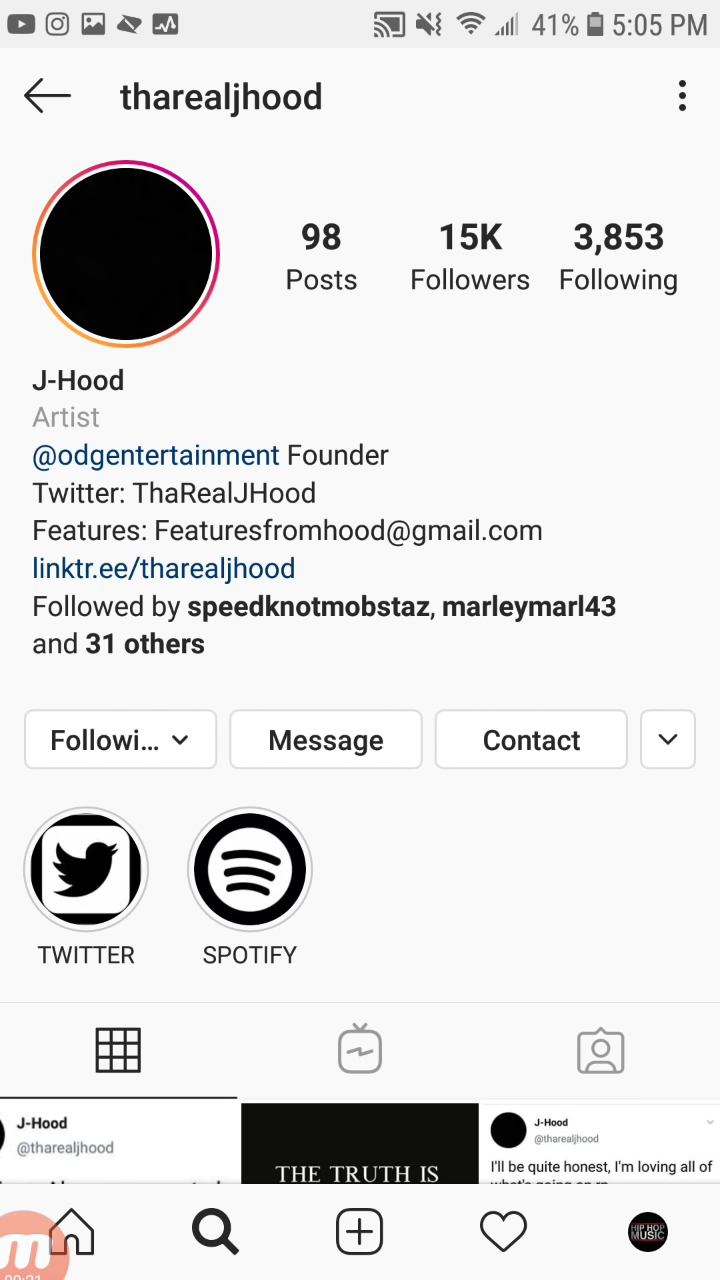 41% 5:05 PM
tharealjhood
98 15K 3,853
Posts Followers Following
J-Hood
Artist
@odgentertainment Founder
Twitter: ThaRealJHood
Features: Featuresfromhood@gmail.com
linktr.ee/tharealjhood
Followed by speedknotmobstaz, marleymarl43
and 31 others
Followi... Message Contact
TWITTER SPOTIFY
J-Hood
@tharealjhood
THE TRUTH IS
J-Hood
@tharealjhood
I'll be quite honest, I'm loving all of
HIP HOP
MUSIC